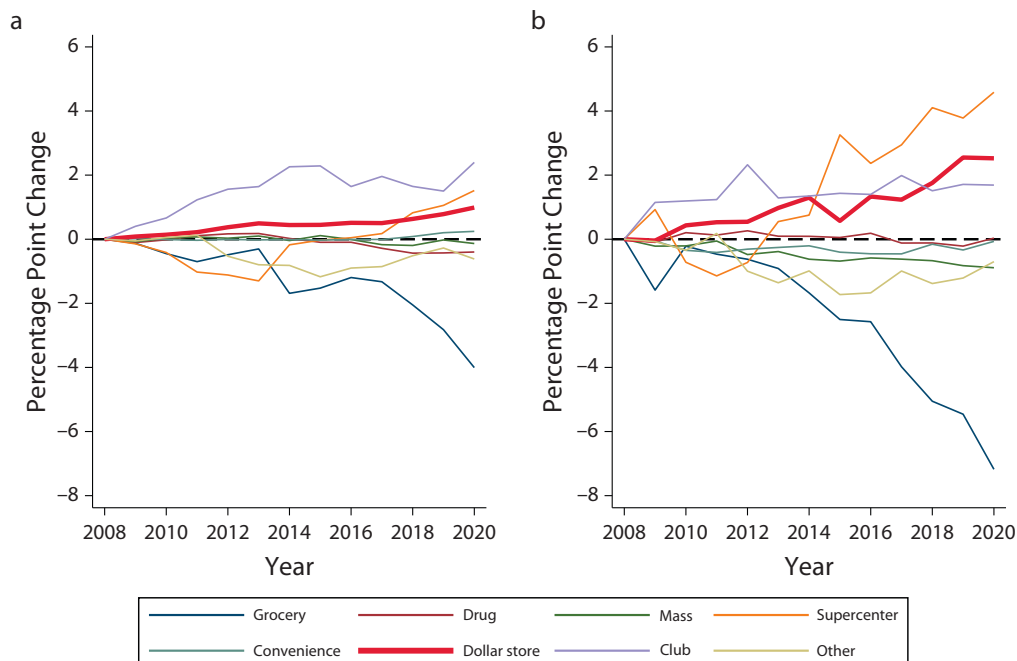 a
b
6
4
2
0
−2
−4
−6
−8
Percentage Point Change
2008 2010 2012 2014 2016 2018 2020
Year
6
4
2
0
−2
−4
−6
−8
Percentage Point Change
2008 2010 2012 2014 2016 2018 2020
Year
Grocery Drug Mass Supercenter
Convenience Dollar store Club Other